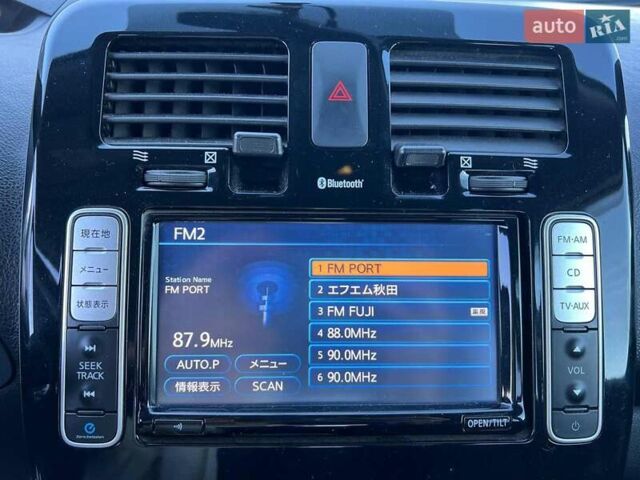 auto RIA.com
Bluetooth
現在地
メニュー
状態表示
SEEK
TRACK
Zero Emission
FM2
Station Name
FM PORT
87.9MHz
AUTO.P
メニュー
情報表示
SCAN
1 FM PORT
2 エフエム秋田
3 FM FUJI
4 88.0MHz
5 90.0MHz
6 90.0MHz
OPEN/TILT
FM·AM
CD
TV·AUX
VOL